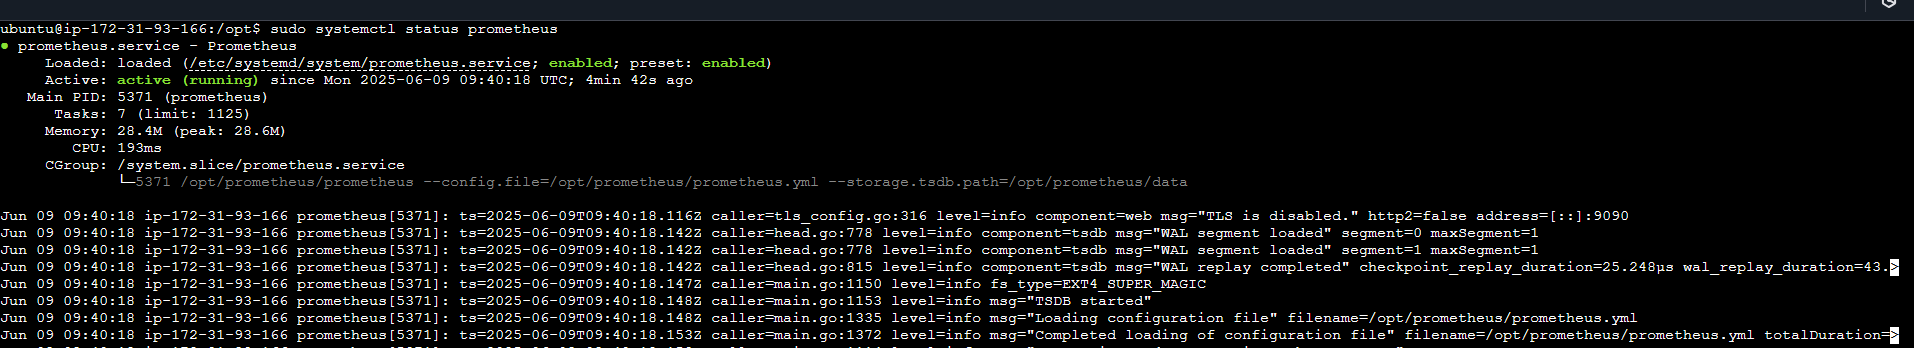 ubuntu@ip-172-31-93-166:/opt$ sudo systemctl status prometheus
● prometheus.service - Prometheus
Loaded: loaded (/etc/systemd/system/prometheus.service; enabled; preset: enabled)
Active: active (running) since Mon 2025-06-09 09:40:18 UTC; 4min 42s ago
Main PID: 5371 (prometheus)
Tasks: 7 (limit: 1125)
Memory: 28.4M (peak: 28.6M)
CPU: 193ms
CGroup: /system.slice/prometheus.service
└─5371 /opt/prometheus/prometheus --config.file=/opt/prometheus/prometheus.yml --storage.tsdb.path=/opt/prometheus/data
Jun 09 09:40:18 ip-172-31-93-166 prometheus[5371]: ts=2025-06-09T09:40:18.116Z caller=tls_config.go:316 level=info component=web msg="TLS is disabled." http2=false address=[::]:9090
Jun 09 09:40:18 ip-172-31-93-166 prometheus[5371]: ts=2025-06-09T09:40:18.142Z caller=head.go:778 level=info component=tsdb msg="WAL segment loaded" segment=0 maxSegment=1
Jun 09 09:40:18 ip-172-31-93-166 prometheus[5371]: ts=2025-06-09T09:40:18.142Z caller=head.go:778 level=info component=tsdb msg="WAL segment loaded" segment=1 maxSegment=1
Jun 09 09:40:18 ip-172-31-93-166 prometheus[5371]: ts=2025-06-09T09:40:18.142Z caller=head.go:815 level=info component=tsdb msg="WAL replay completed" checkpoint_replay_duration=25.248µs wal_replay_duration=43.>
Jun 09 09:40:18 ip-172-31-93-166 prometheus[5371]: ts=2025-06-09T09:40:18.147Z caller=main.go:1150 level=info fs_type=EXT4_SUPER_MAGIC
Jun 09 09:40:18 ip-172-31-93-166 prometheus[5371]: ts=2025-06-09T09:40:18.148Z caller=main.go:1153 level=info msg="TSDB started"
Jun 09 09:40:18 ip-172-31-93-166 prometheus[5371]: ts=2025-06-09T09:40:18.148Z caller=main.go:1335 level=info msg="Loading configuration file" filename=/opt/prometheus/prometheus.yml
Jun 09 09:40:18 ip-172-31-93-166 prometheus[5371]: ts=2025-06-09T09:40:18.153Z caller=main.go:1372 level=info msg="Completed loading of configuration file" filename=/opt/prometheus/prometheus.yml totalDuration=>